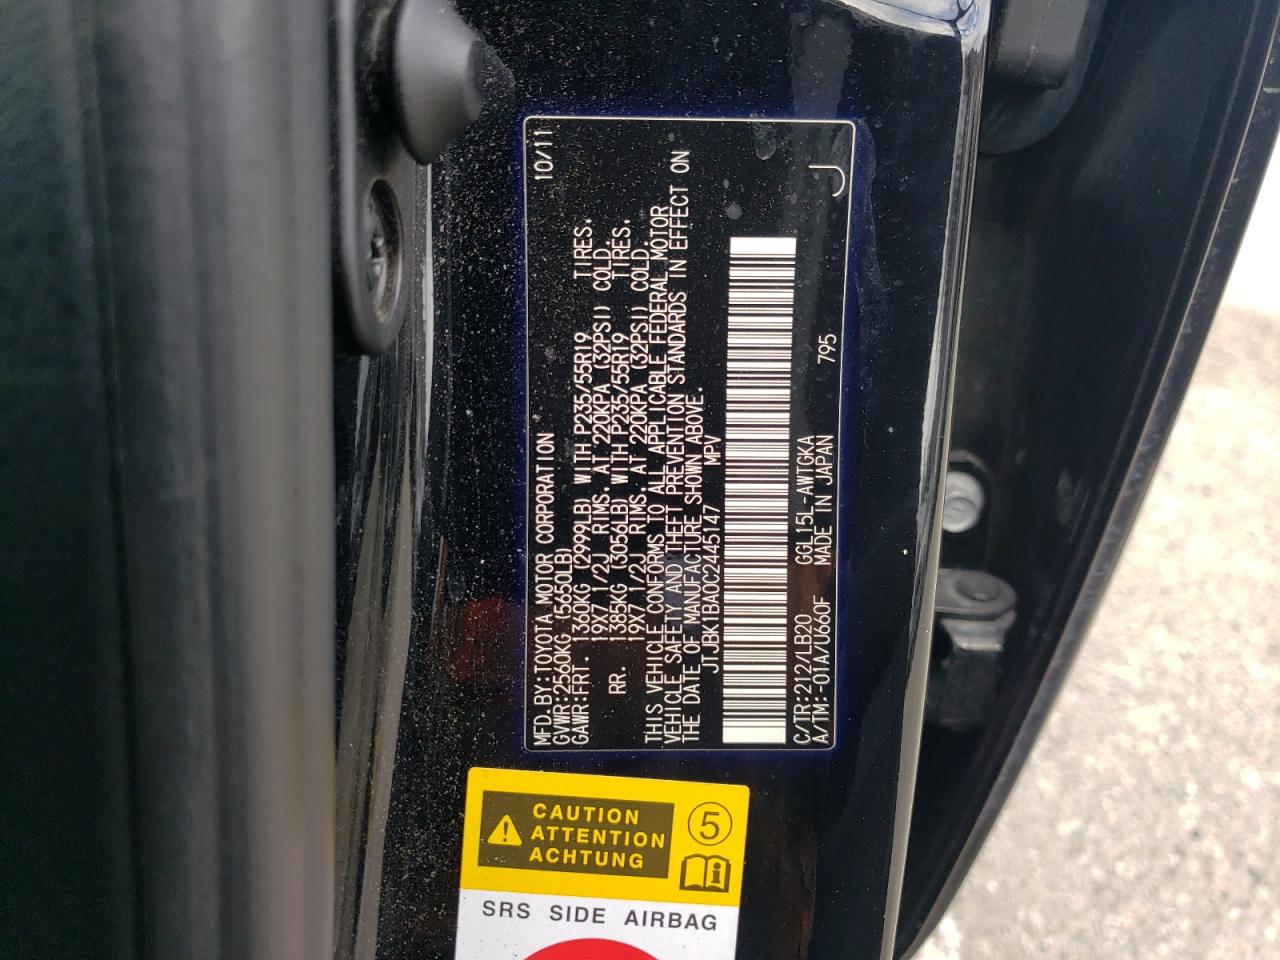 MFD.BY:TOYOTA MOTOR CORPORATION 10/11
GVWR:2560KG (5650LB)
GAWR:FRT. 1360KG (2999LB) WITH P235/55R19 TIRES.
19X7 1/2J RIMS. AT 220KPA (32PSI) COLD.
RR. 1385KG (3056LB) WITH P235/55R19 TIRES.
19X7 1/2J RIMS. AT 220KPA (32PSI) COLD.
THIS VEHICLE CONFORMS TO ALL APPLICABLE FEDERAL MOTOR
VEHICLE SAFETY AND THEFT PREVENTION STANDARDS IN EFFECT ON
THE DATE OF MANUFACTURE SHOWN ABOVE.
JTJBK1BA0C2445147 MPV
C/TR:212/LB20 GGL15L-AWTGKA
A/TM:-01A/U660F MADE IN JAPAN 795 J
CAUTION
ATTENTION
ACHTUNG
5
SRS SIDE AIRBAG